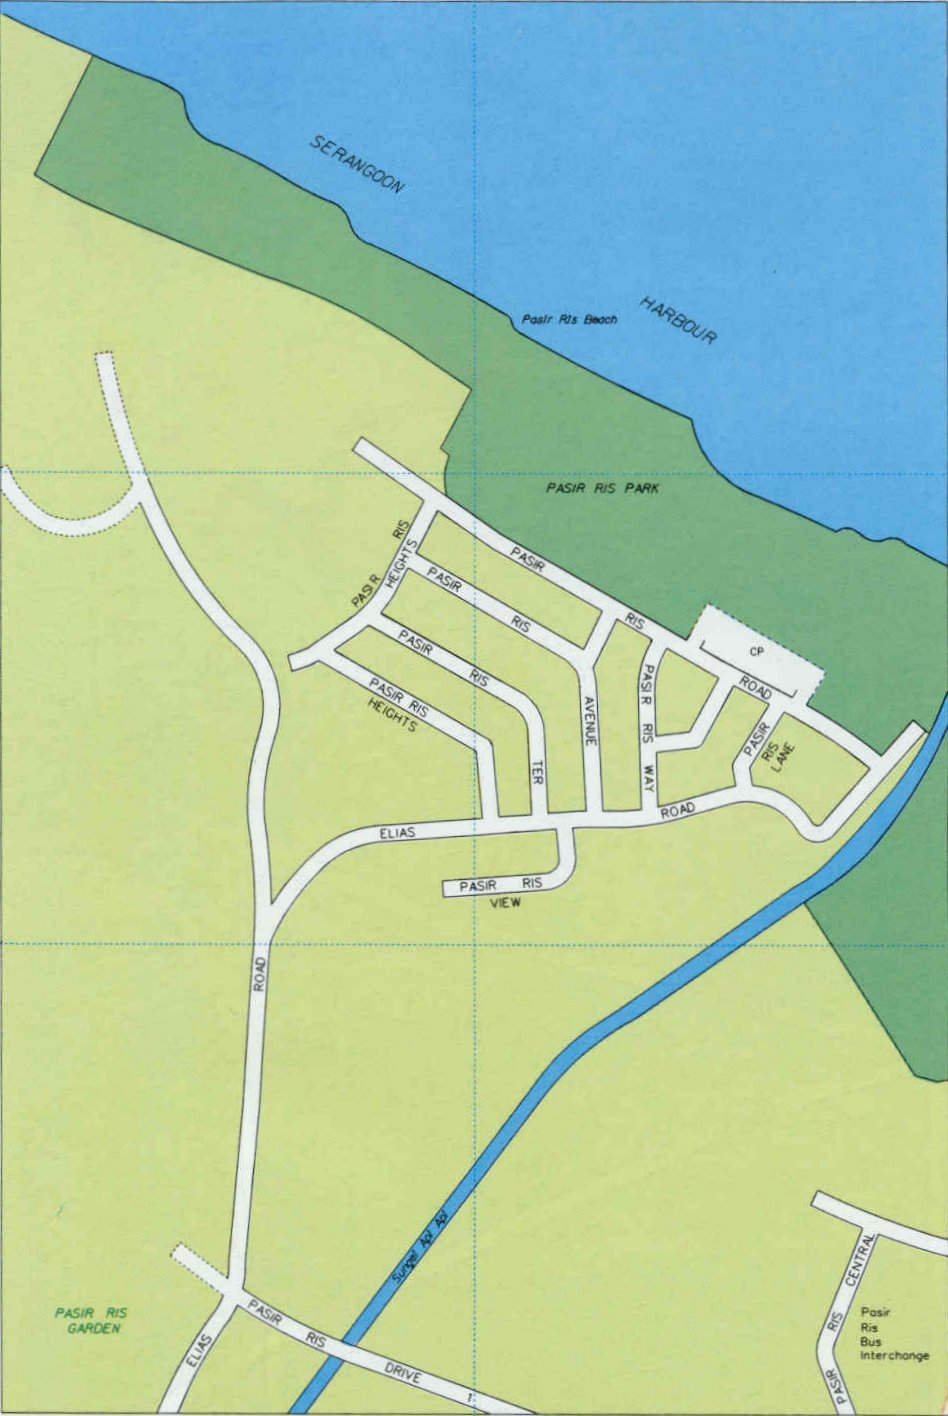 SERANGOON
HARBOUR
Pasir Ris Beach
PASIR RIS PARK
PASIR RIS
HEIGHTS
PASIR RIS ROAD
CP
PASIR RIS AVENUE
PASIR RIS TER
PASIR RIS
HEIGHTS
PASIR RIS WAY
PASIR
RIS
LANE
ELIAS ROAD
PASIR RIS
VIEW
ROAD
Sungei Api Api
PASIR RIS
GARDEN
ELIAS
PASIR RIS DRIVE 1
PASIR RIS CENTRAL
Pasir
Ris
Bus
Interchange